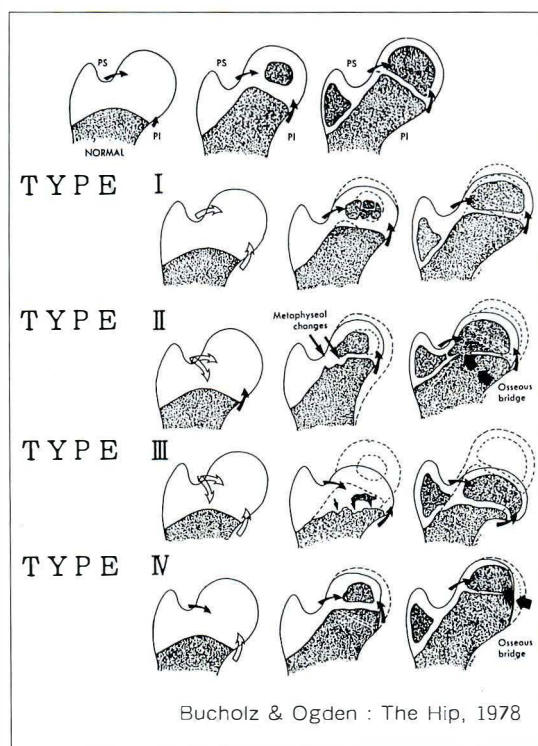 PS
PS
PS
PI
PI
PI
NORMAL
TYPE I
TYPE II
Metaphyseal
changes
Osseous
bridge
TYPE III
TYPE IV
Osseous
bridge
Bucholz & Ogden : The Hip, 1978